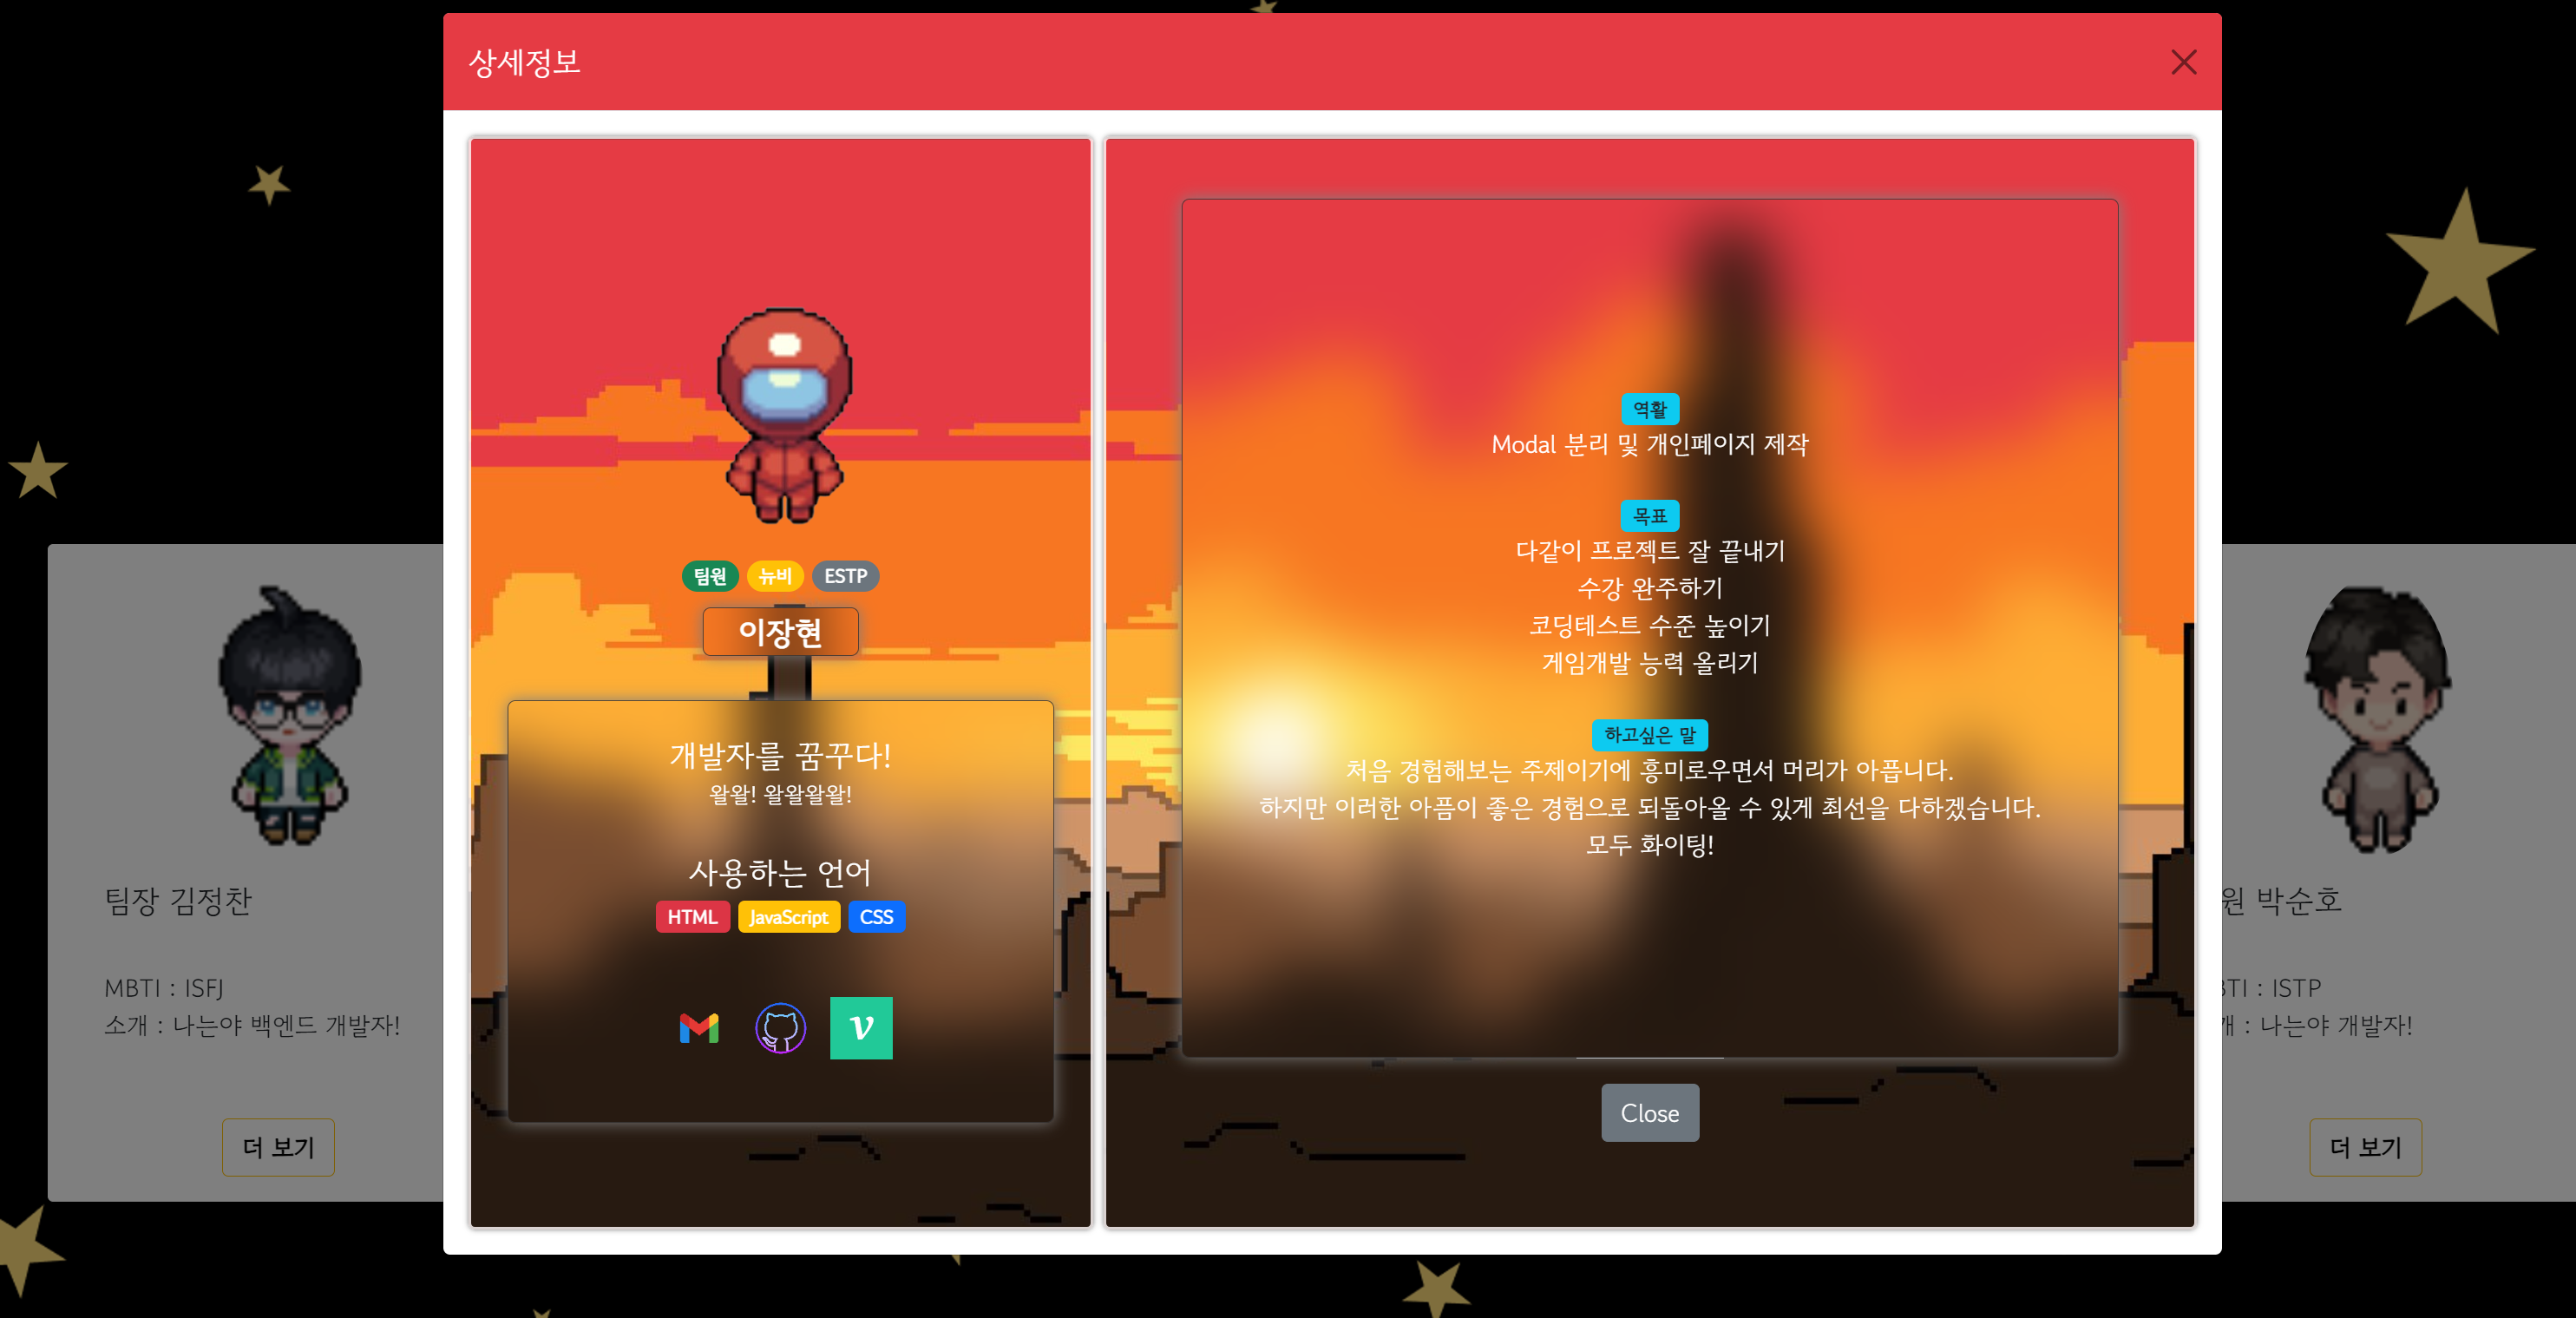 상세정보
팀원 뉴비 ESTP
이장현
개발자를 꿈꾸다!
왈왈! 왈왈왈왈!
사용하는 언어
HTML JavaScript CSS
역활
Modal 분리 및 개인페이지 제작
목표
다같이 프로젝트 잘 끝내기
수강 완주하기
코딩테스트 수준 높이기
게임개발 능력 올리기
하고싶은 말
처음 경험해보는 주제이기에 흥미로우면서 머리가 아픕니다.
하지만 이러한 아픔이 좋은 경험으로 되돌아올 수 있게 최선을 다하겠습니다.
모두 화이팅!
Close
팀장 김정찬
MBTI : ISFJ
소개 : 나는야 백엔드 개발자!
더 보기
원 박순호
BTI : ISTP
개 : 나는야 개발자!
더 보기